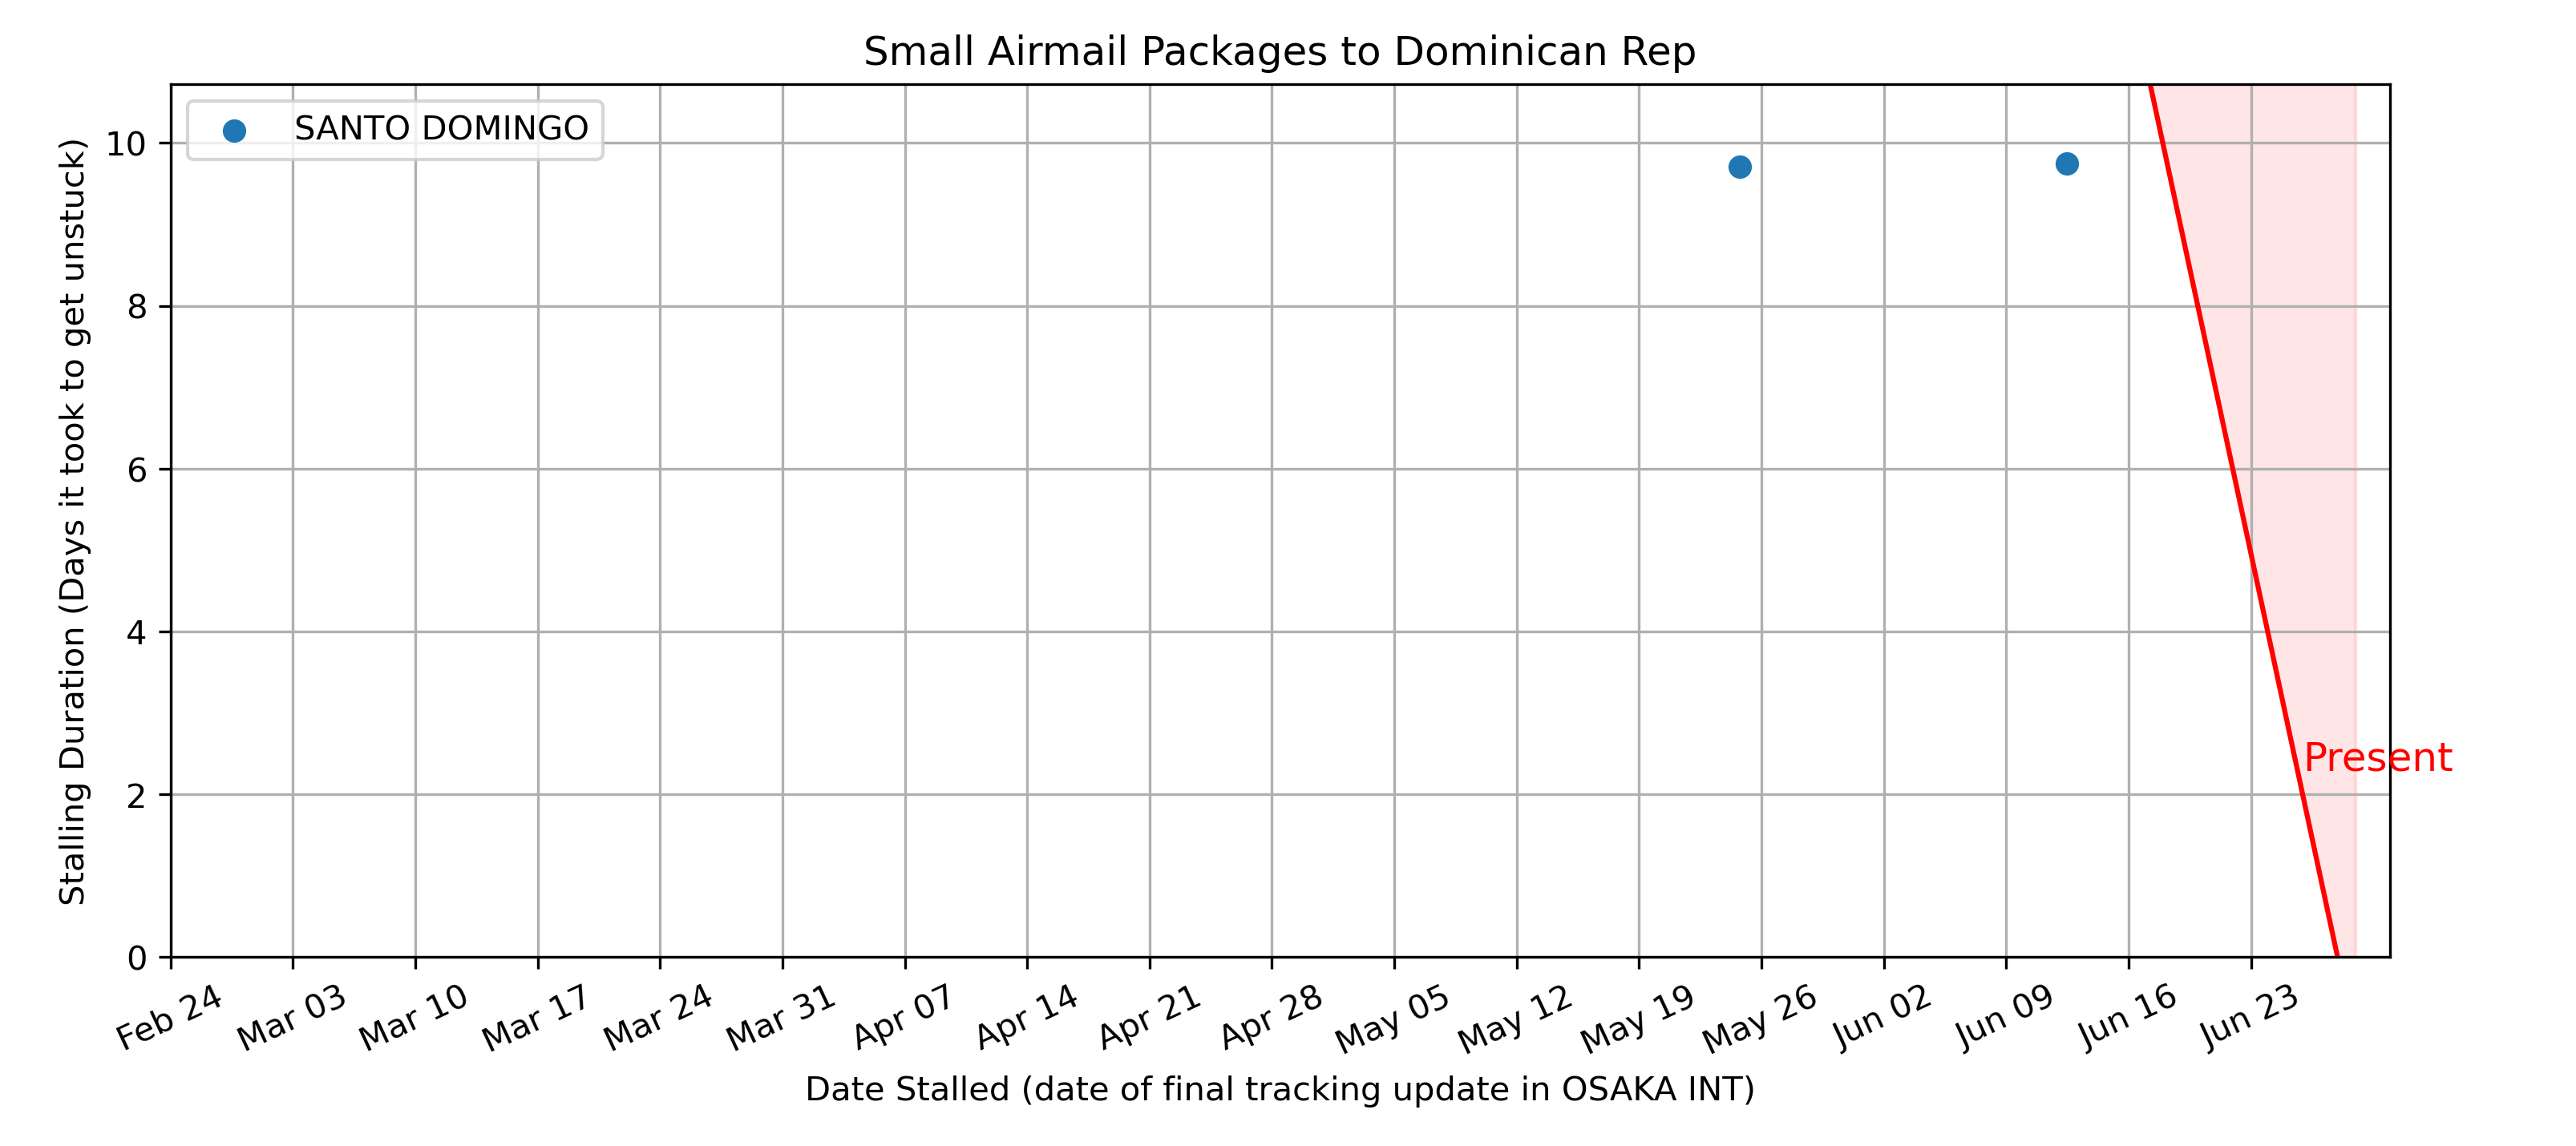 Small Airmail Packages to Dominican Rep
SANTO DOMINGO
Stalling Duration (Days it took to get unstuck)
10
8
6
4
2
0
Present
Feb 24 Mar 03 Mar 10 Mar 17 Mar 24 Mar 31 Apr 07 Apr 14 Apr 21 Apr 28 May 05 May 12 May 19 May 26 Jun 02 Jun 09 Jun 16 Jun 23
Date Stalled (date of final tracking update in OSAKA INT)